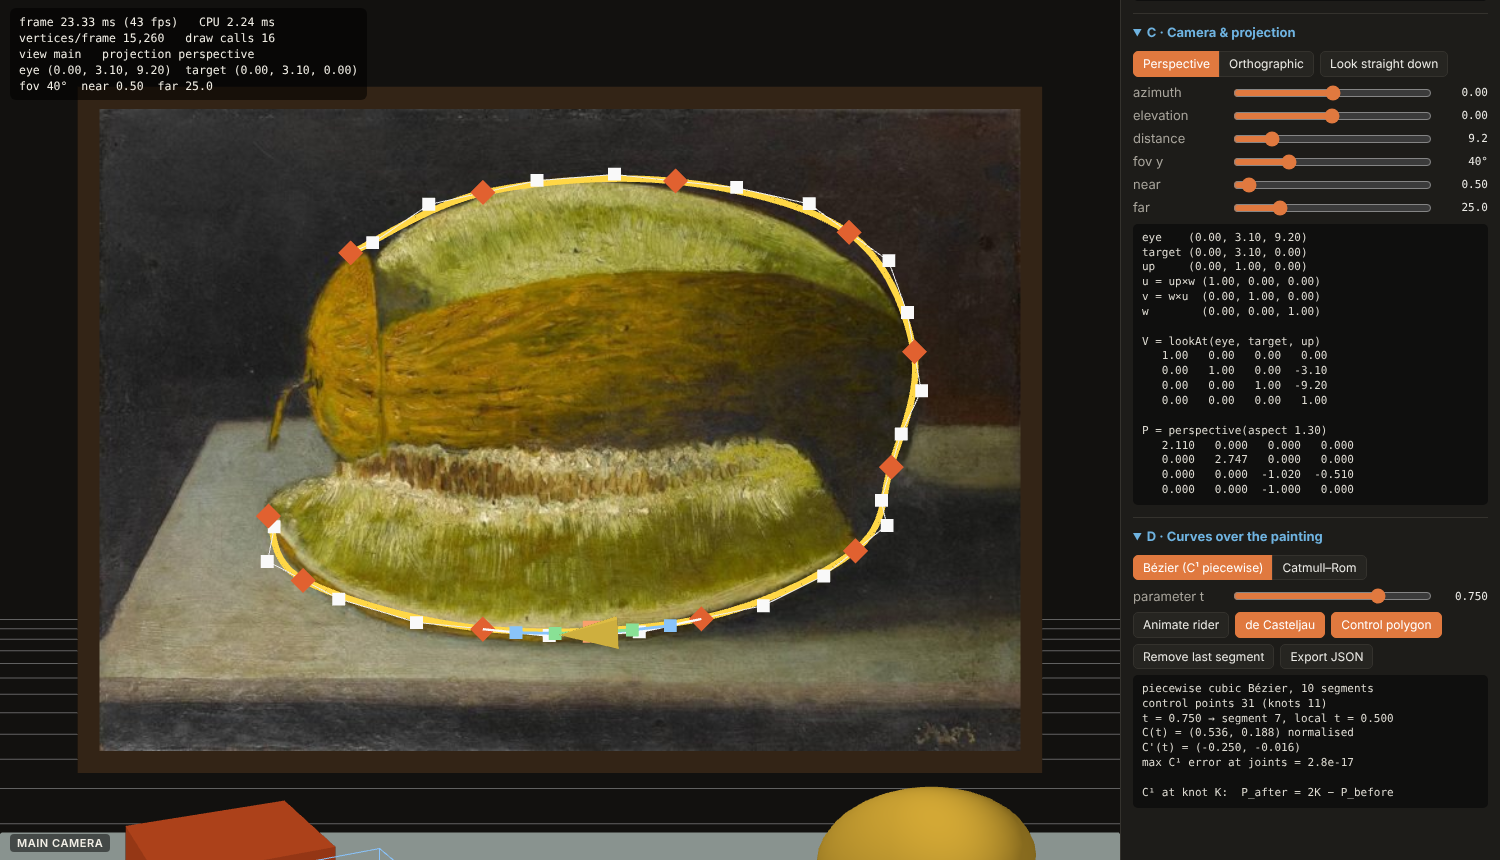 frame 23.33 ms (43 fps)   CPU 2.24 ms
vertices/frame 15,260   draw calls 16
view main   projection perspective
eye (0.00, 3.10, 9.20)  target (0.00, 3.10, 0.00)
fov 40°  near 0.50  far 25.0
MAIN CAMERA
▼ C · Camera & projection
Perspective Orthographic Look straight down
azimuth 0.00
elevation 0.00
distance 9.2
fov y 40°
near 0.50
far 25.0
eye    (0.00, 3.10, 9.20)
target (0.00, 3.10, 0.00)
up     (0.00, 1.00, 0.00)
u = up×w (1.00, 0.00, 0.00)
v = w×u  (0.00, 1.00, 0.00)
w        (0.00, 0.00, 1.00)
V = lookAt(eye, target, up)
1.00   0.00   0.00   0.00
0.00   1.00   0.00  -3.10
0.00   0.00   1.00  -9.20
0.00   0.00   0.00   1.00
P = perspective(aspect 1.30)
2.110   0.000   0.000   0.000
0.000   2.747   0.000   0.000
0.000   0.000  -1.020  -0.510
0.000   0.000  -1.000   0.000
▼ D · Curves over the painting
Bézier (C¹ piecewise) Catmull–Rom
parameter t 0.750
Animate rider de Casteljau Control polygon
Remove last segment Export JSON
piecewise cubic Bézier, 10 segments
control points 31 (knots 11)
t = 0.750 → segment 7, local t = 0.500
C(t) = (0.536, 0.188) normalised
C'(t) = (-0.250, -0.016)
max C¹ error at joints = 2.8e-17
C¹ at knot K:  P_after = 2K − P_before